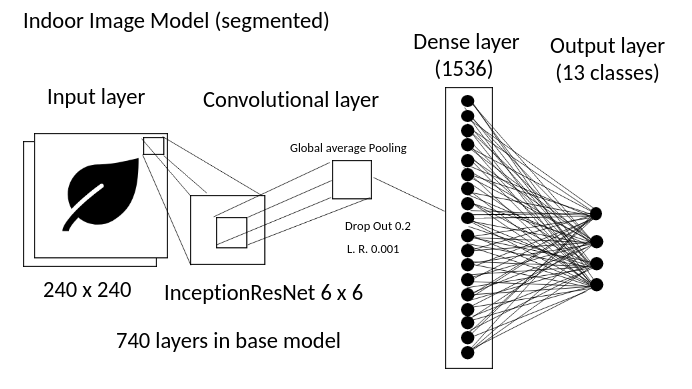 Indoor Image Model (segmented)
Dense layer
(1536)
Output layer
(13 classes)
Input layer
Convolutional layer
Global average Pooling
Drop Out 0.2
L. R. 0.001
240 x 240
InceptionResNet 6 x 6
740 layers in base model